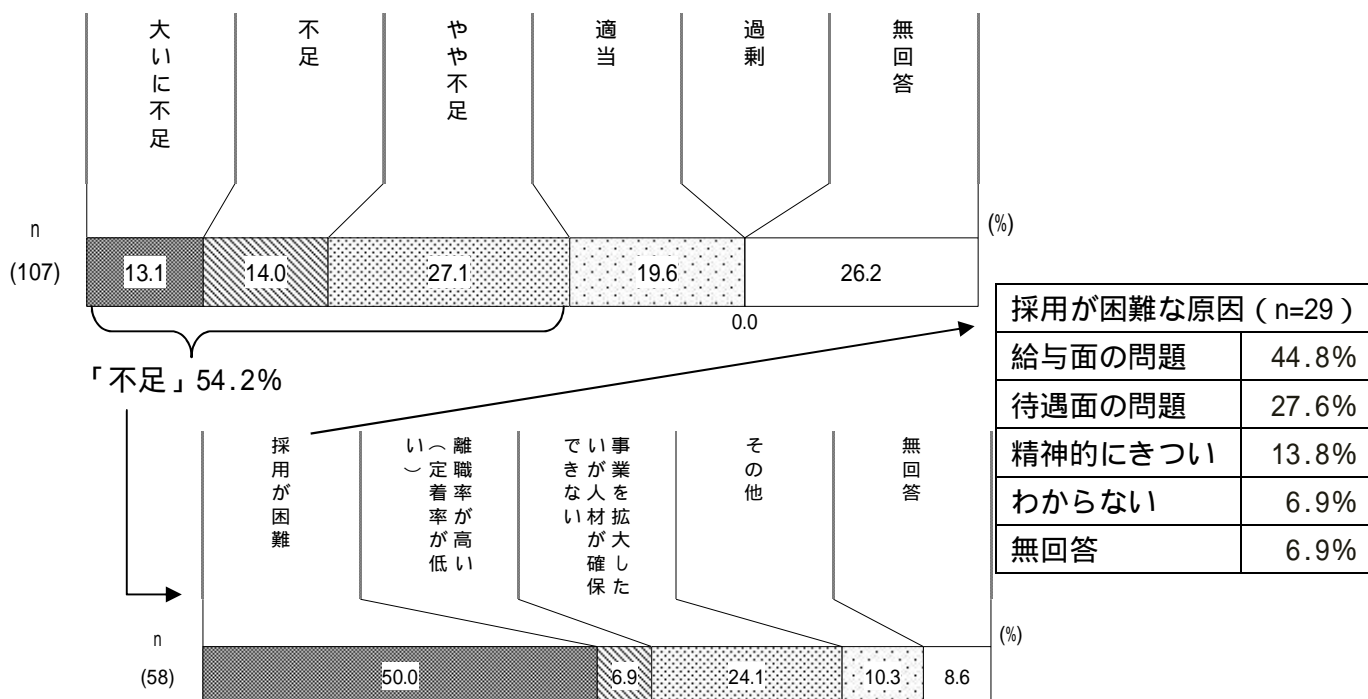 大いに不足
不足
やや不足
適当
過剰
無回答
n
(%)
(107)
13.1
14.0
27.1
19.6
26.2
0.0
「不足」54.2%
採用が困難な原因(n=29)
給与面の問題 44.8%
待遇面の問題 27.6%
精神的にきつい 13.8%
わからない 6.9%
無回答 6.9%
採用が困難
離職率が高い
(定着率が低
い)
事業を拡大した
いが人材が確保
できない
その他
無回答
n
(%)
(58)
50.0
6.9
24.1
10.3
8.6